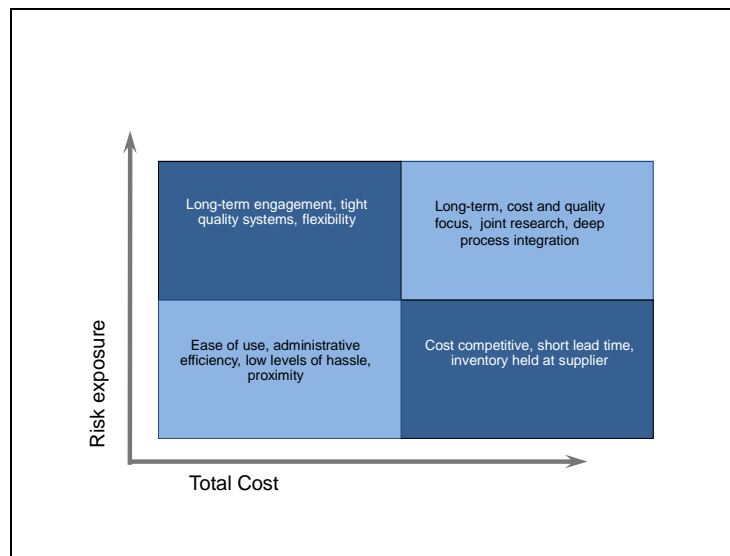 Long-term engagement, tight
quality systems, flexibility
Long-term, cost and quality
focus,  joint research, deep
process integration
Ease of use, administrative
efficiency, low levels of hassle,
proximity
Cost competitive, short lead time,
inventory held at supplier
Risk exposure
Total Cost